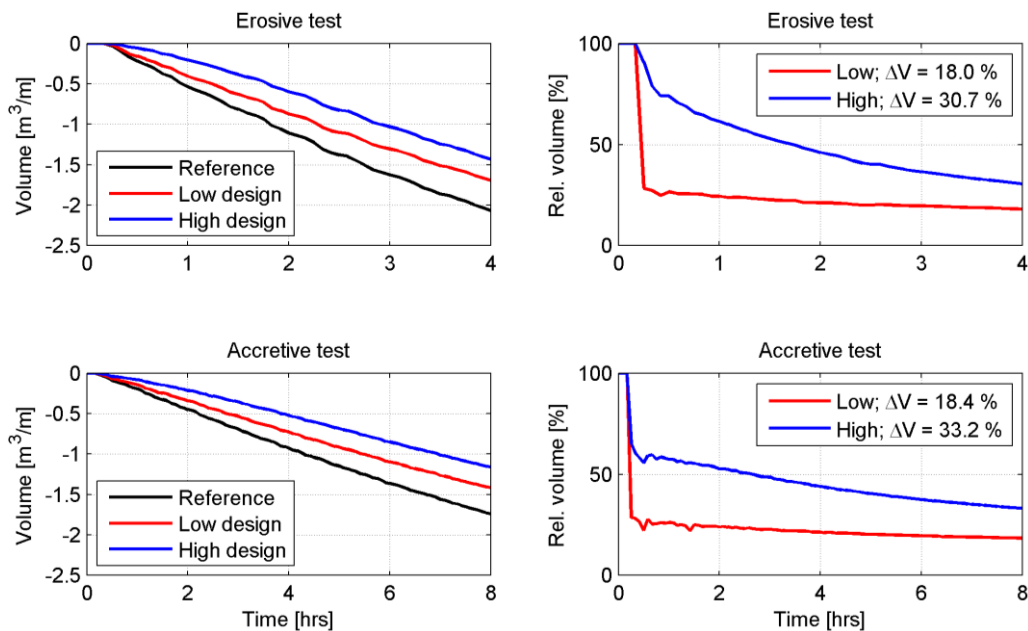 Erosive test
0
-0.5
-1
-1.5
-2
-2.5
Volume [m³/m]
Reference
Low design
High design
0 1 2 3 4
Erosive test
100
50
0
Rel. volume [%]
Low; ΔV = 18.0 %
High; ΔV = 30.7 %
0 1 2 3 4
Accretive test
0
-0.5
-1
-1.5
-2
-2.5
Volume [m³/m]
Reference
Low design
High design
0 2 4 6 8
Time [hrs]
Accretive test
100
50
0
Rel. volume [%]
Low; ΔV = 18.4 %
High; ΔV = 33.2 %
0 2 4 6 8
Time [hrs]